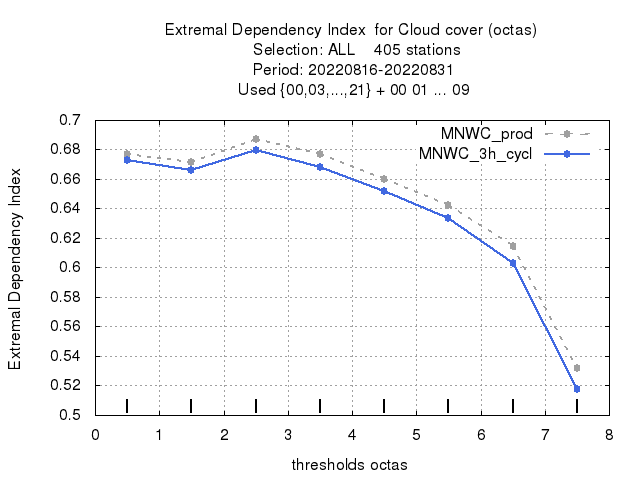 Extremal Dependency Index  for Cloud cover (octas)
Selection: ALL    405 stations
Period: 20220816-20220831
Used {00,03,...,21} + 00 01 ... 09
MNWC_prod
MNWC_3h_cycl
Extremal Dependency Index
0.7
0.68
0.66
0.64
0.62
0.6
0.58
0.56
0.54
0.52
0.5
0 1 2 3 4 5 6 7 8
thresholds octas